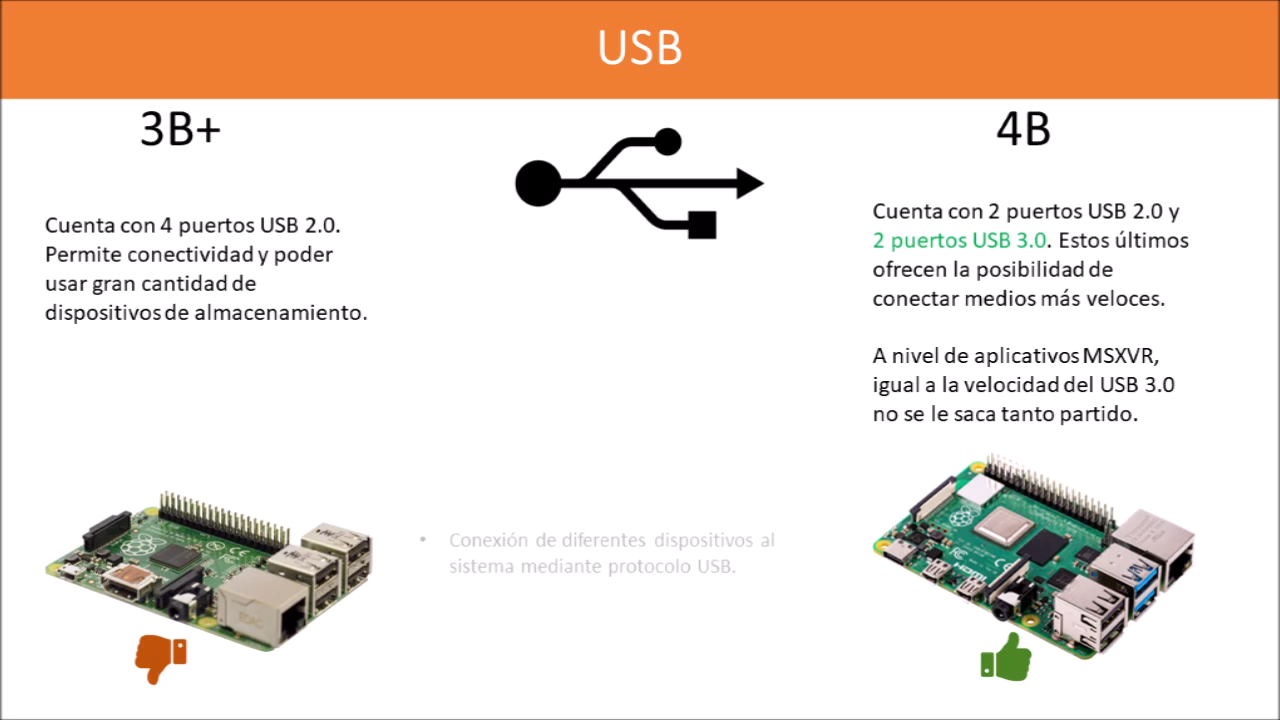 USB
3B+
Cuenta con 4 puertos USB 2.0.
Permite conectividad y poder
usar gran cantidad de
dispositivos de almacenamiento.
4B
Cuenta con 2 puertos USB 2.0 y
2 puertos USB 3.0. Estos últimos
ofrecen la posibilidad de
conectar medios más veloces.
A nivel de aplicativos MSXVR,
igual a la velocidad del USB 3.0
no se le saca tanto partido.
• Conexión de diferentes dispositivos al
sistema mediante protocolo USB.
HDMI